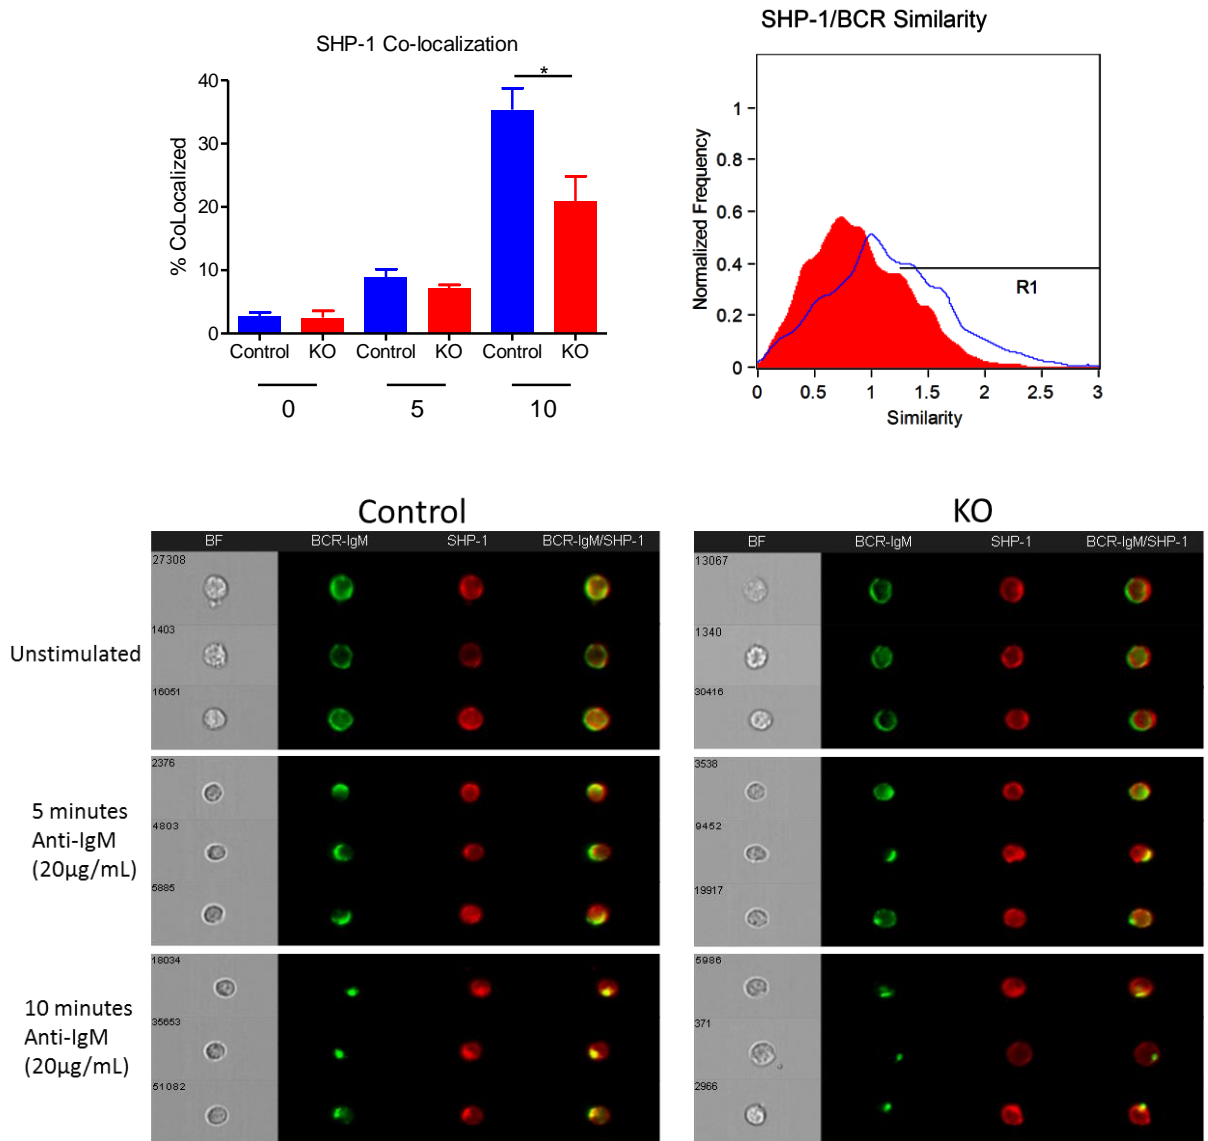 SHP-1 Co-localization
*
% CoLocalized
40
30
20
10
0
Control KO Control KO Control KO
0 5 10
SHP-1/BCR Similarity
Normalized Frequency
1
0.8
0.6
0.4
0.2
0
R1
0 0.5 1 1.5 2 2.5 3
Similarity
Control
BF BCR-IgM SHP-1 BCR-IgM/SHP-1
KO
BF BCR-IgM SHP-1 BCR-IgM/SHP-1
Unstimulated
27308
1403
16051
13067
1340
30416
5 minutes
Anti-IgM
(20µg/mL)
2376
4803
5885
3538
9452
19917
10 minutes
Anti-IgM
(20µg/mL)
18034
35653
51082
5986
371
2966